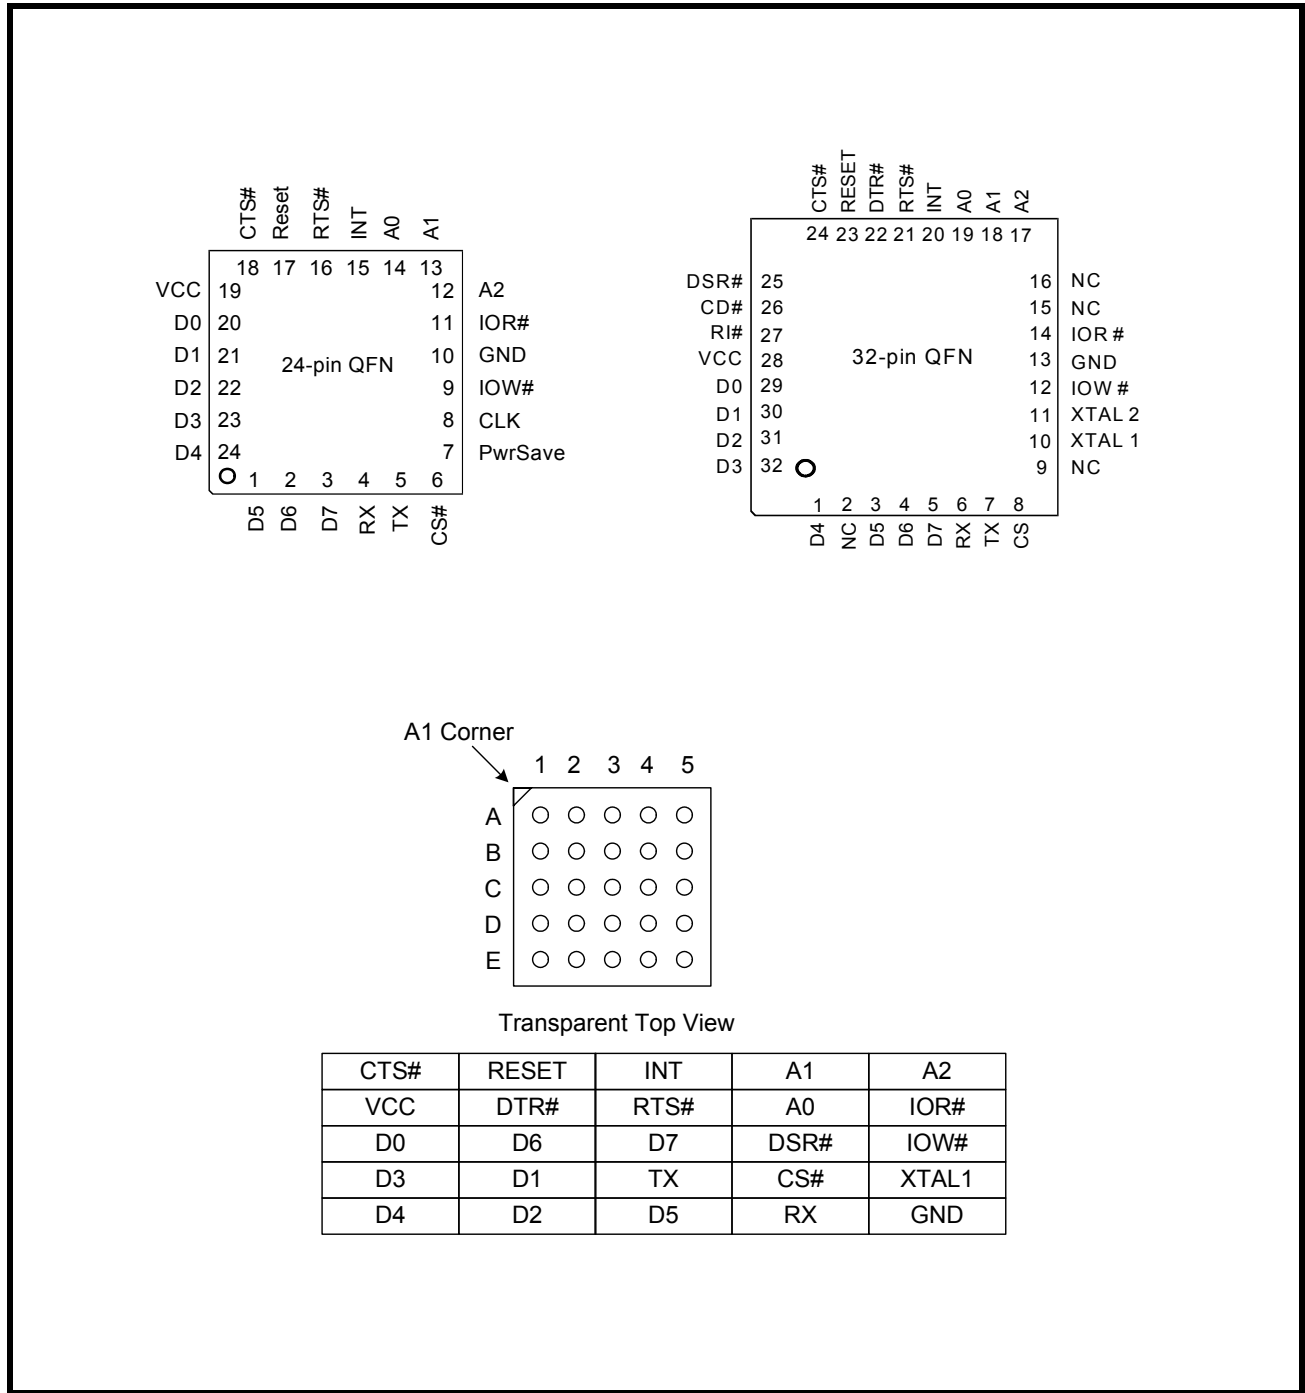 CTS# Reset RTS# INT A0 A1
18 17 16 15 14 13
VCC 19 12 A2
D0 20 11 IOR#
D1 21 10 GND
24-pin QFN
D2 22 9 IOW#
D3 23 8 CLK
D4 24 7 PwrSave
1 2 3 4 5 6
D5 D6 D7 RX TX CS#
CTS# RESET DTR# RTS# INT A0 A1 A2
24 23 22 21 20 19 18 17
DSR# 25 16 NC
CD# 26 15 NC
RI# 27 14 IOR#
VCC 28 32-pin QFN 13 GND
D0 29 12 IOW#
D1 30 11 XTAL2
D2 31 10 XTAL1
D3 32 9 NC
1 2 3 4 5 6 7 8
D4 NC D5 D6 D7 RX TX CS
A1 Corner
1 2 3 4 5
A
B
C
D
E
Transparent Top View
CTS# RESET INT A1 A2
VCC DTR# RTS# A0 IOR#
D0 D6 D7 DSR# IOW#
D3 D1 TX CS# XTAL1
D4 D2 D5 RX GND